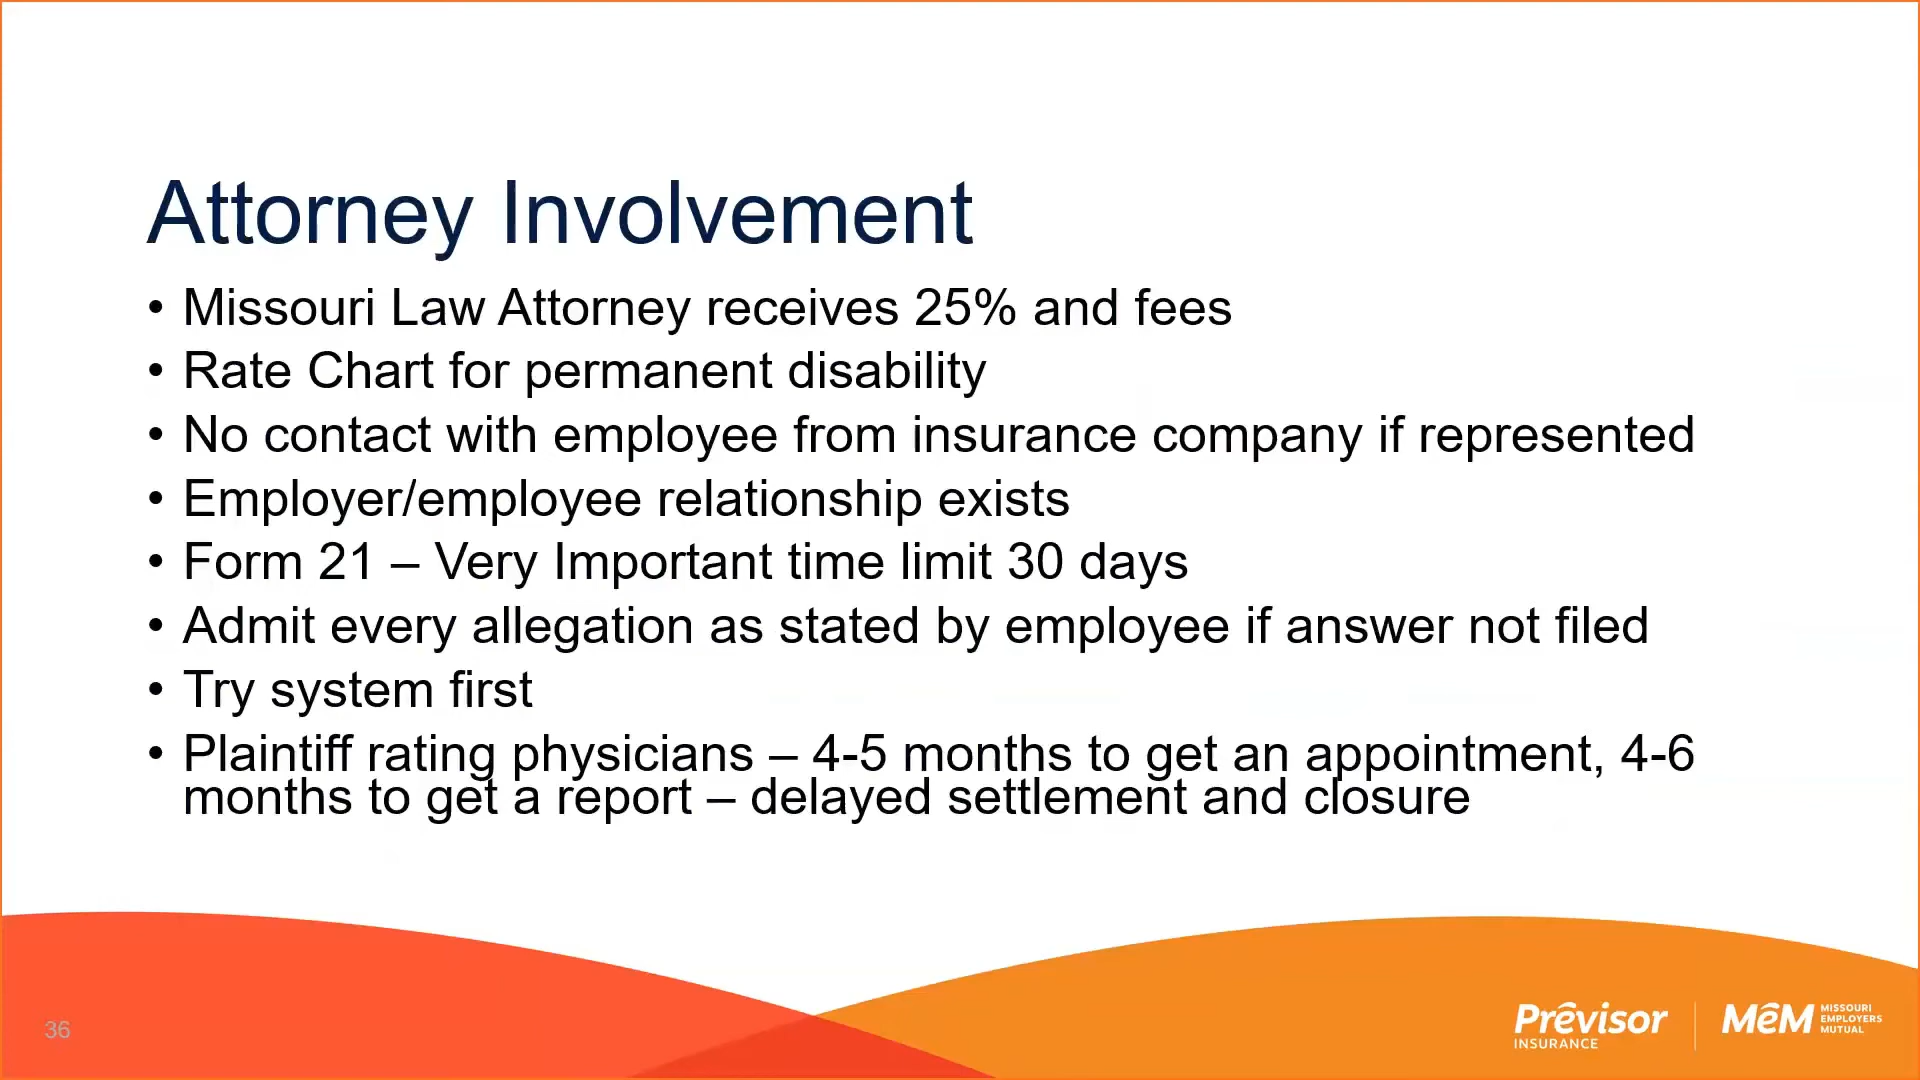 Attorney Involvement
• Missouri Law Attorney receives 25% and fees
• Rate Chart for permanent disability
• No contact with employee from insurance company if represented
• Employer/employee relationship exists
• Form 21 – Very Important time limit 30 days
• Admit every allegation as stated by employee if answer not filed
• Try system first
• Plaintiff rating physicians – 4-5 months to get an appointment, 4-6
months to get a report – delayed settlement and closure
36
Prêvisor
INSURANCE
MêM
MISSOURI
EMPLOYERS
MUTUAL